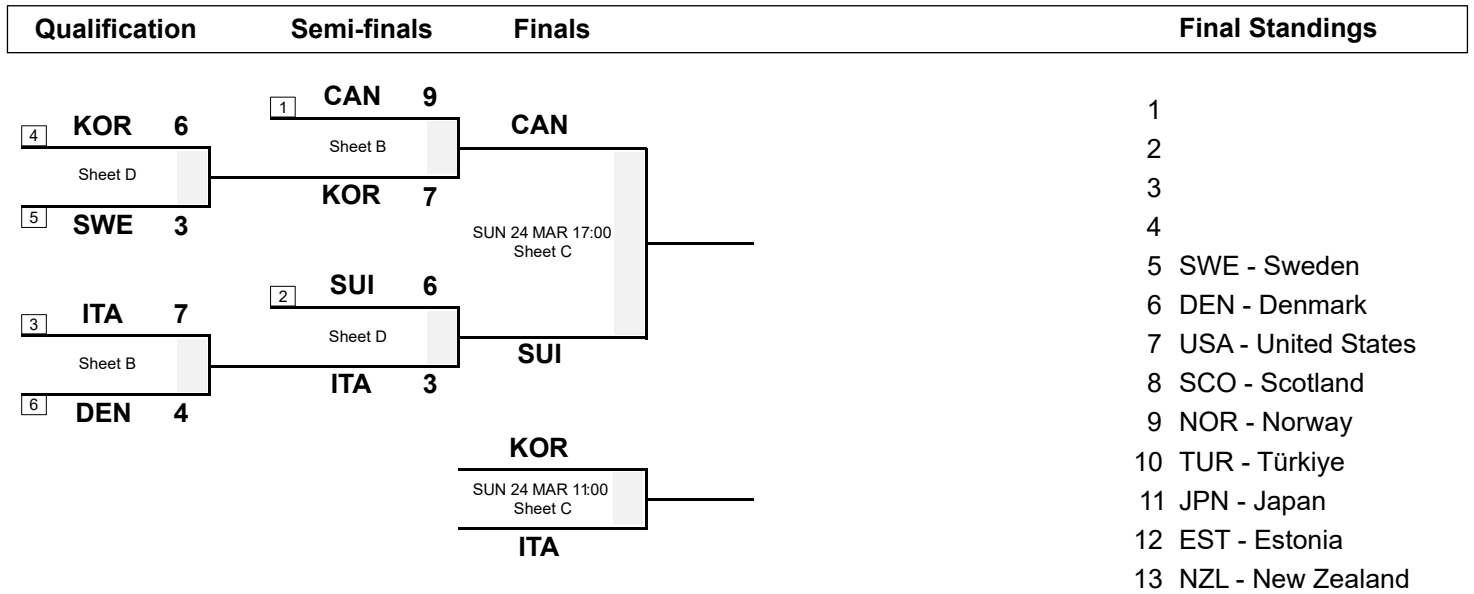 Qualification Semi-finals Finals Final Standings
1 CAN 9
4 KOR 6
Sheet B
CAN
Sheet D
KOR 7
5 SWE 3
SUN 24 MAR 17:00
Sheet C
2 SUI 6
3 ITA 7
Sheet D
Sheet B
SUI
ITA 3
6 DEN 4
KOR
SUN 24 MAR 11:00
Sheet C
ITA
1
2
3
4
5 SWE - Sweden
6 DEN - Denmark
7 USA - United States
8 SCO - Scotland
9 NOR - Norway
10 TUR - Türkiye
11 JPN - Japan
12 EST - Estonia
13 NZL - New Zealand